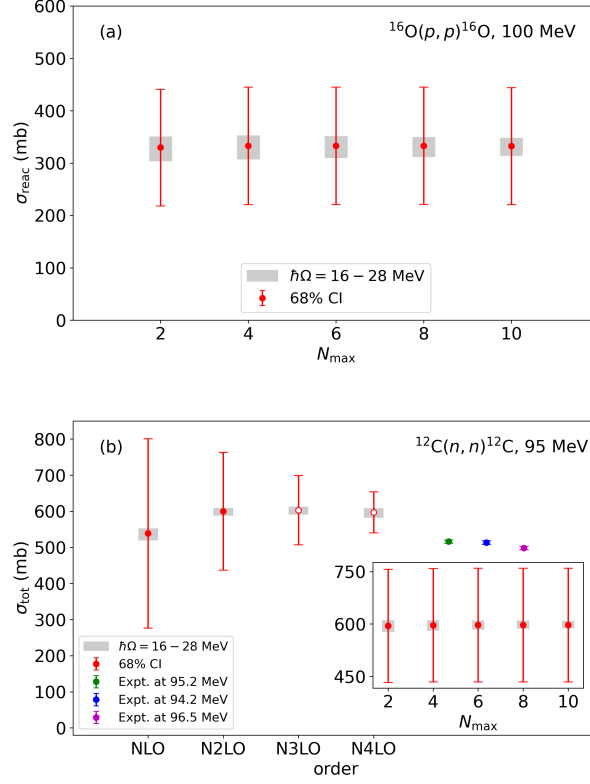 (a)
¹⁶O(p, p)¹⁶O, 100 MeV
600
500
400
300
200
100
0
σreac (mb)
ℏΩ = 16 − 28 MeV
68% CI
2 4 6 8 10
Nmax
(b)
¹²C(n, n)¹²C, 95 MeV
800
700
600
500
400
300
200
100
0
σtot (mb)
ℏΩ = 16 − 28 MeV
68% CI
Expt. at 95.2 MeV
Expt. at 94.2 MeV
Expt. at 96.5 MeV
750
600
450
2 4 6 8 10
Nmax
NLO N2LO N3LO N4LO
order